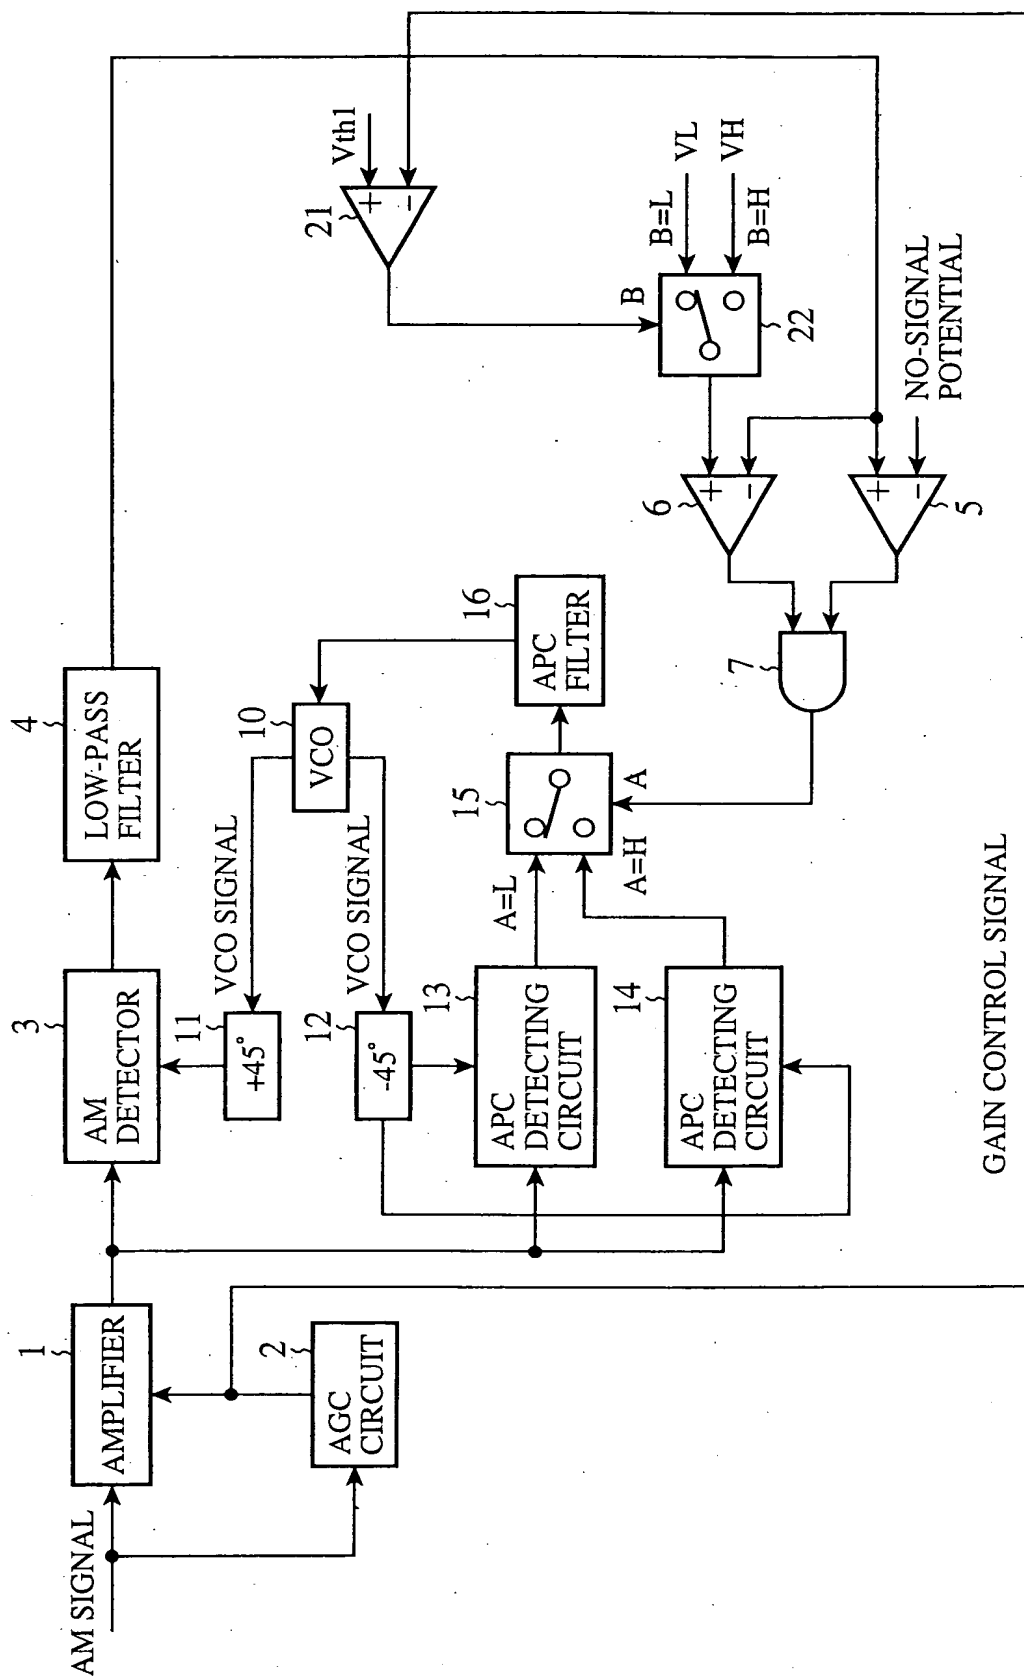 AM SIGNAL
1
AMPLIFIER
2
AGC
CIRCUIT
3
AM
DETECTOR
4
LOW-PASS
FILTER
11
+45°
VCO SIGNAL
10
VCO
12
-45°
VCO SIGNAL
13
APC
DETECTING
CIRCUIT
14
APC
DETECTING
CIRCUIT
A=L
A=H
15
A
16
APC
FILTER
7
6
+
-
5
+
-
NO-SIGNAL
POTENTIAL
22
B
B=L
VL
B=H
VH
21
+
-
Vth1
GAIN CONTROL SIGNAL